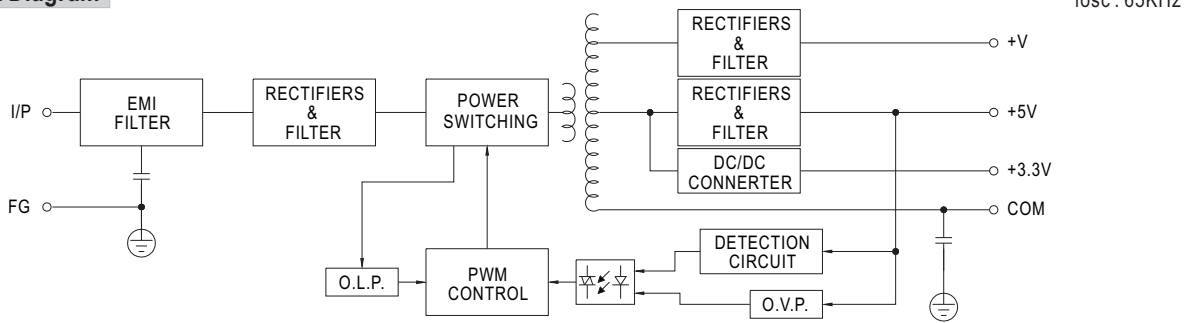 Diagram
fosc : 65KHz
RECTIFIERS
&
FILTER
+V
I/P
EMI
FILTER
RECTIFIERS
&
FILTER
POWER
SWITCHING
RECTIFIERS
&
FILTER
+5V
DC/DC
CONNERTER
+3.3V
FG
COM
O.L.P.
PWM
CONTROL
DETECTION
CIRCUIT
O.V.P.